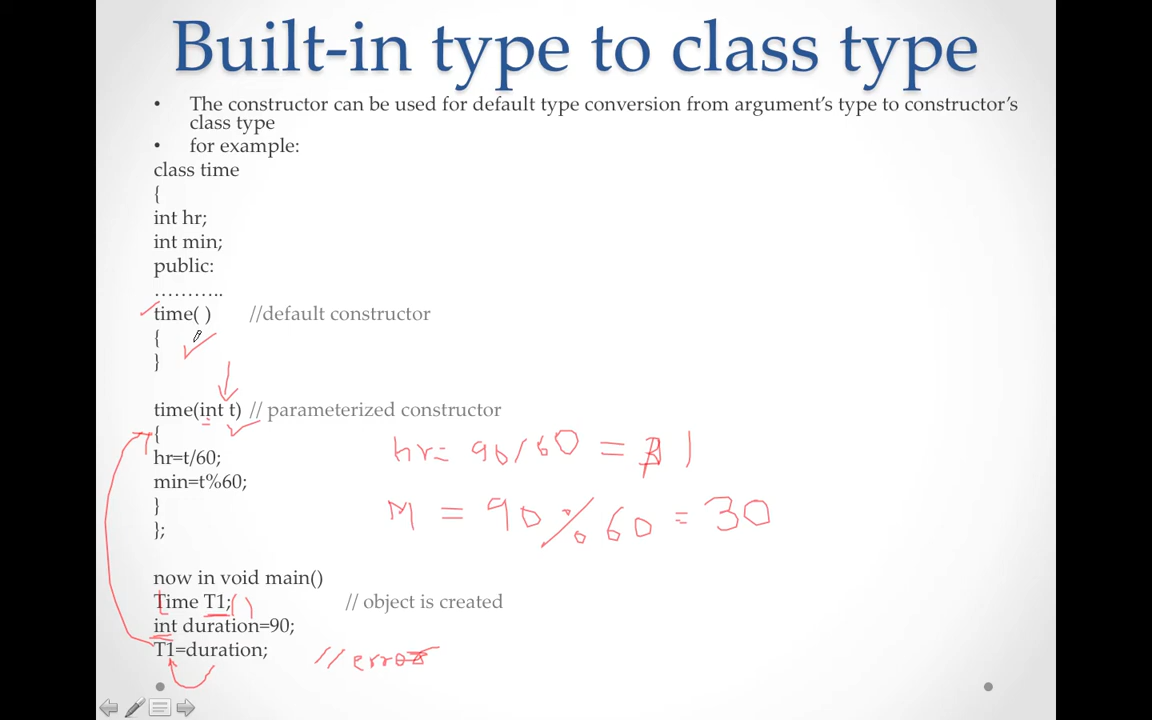 Built-in type to class type
• The constructor can be used for default type conversion from argument's type to constructor's
class type
• for example:
class time
{
int hr;
int min;
public:
………..
time( ) //default constructor
{
}
time(int t) // parameterized constructor
{
hr=t/60;
min=t%60;
}
};
hr= 90/60 = 1
M = 90 % 60 = 30
now in void main()
Time T1; () // object is created
int duration=90;
T1=duration; // error